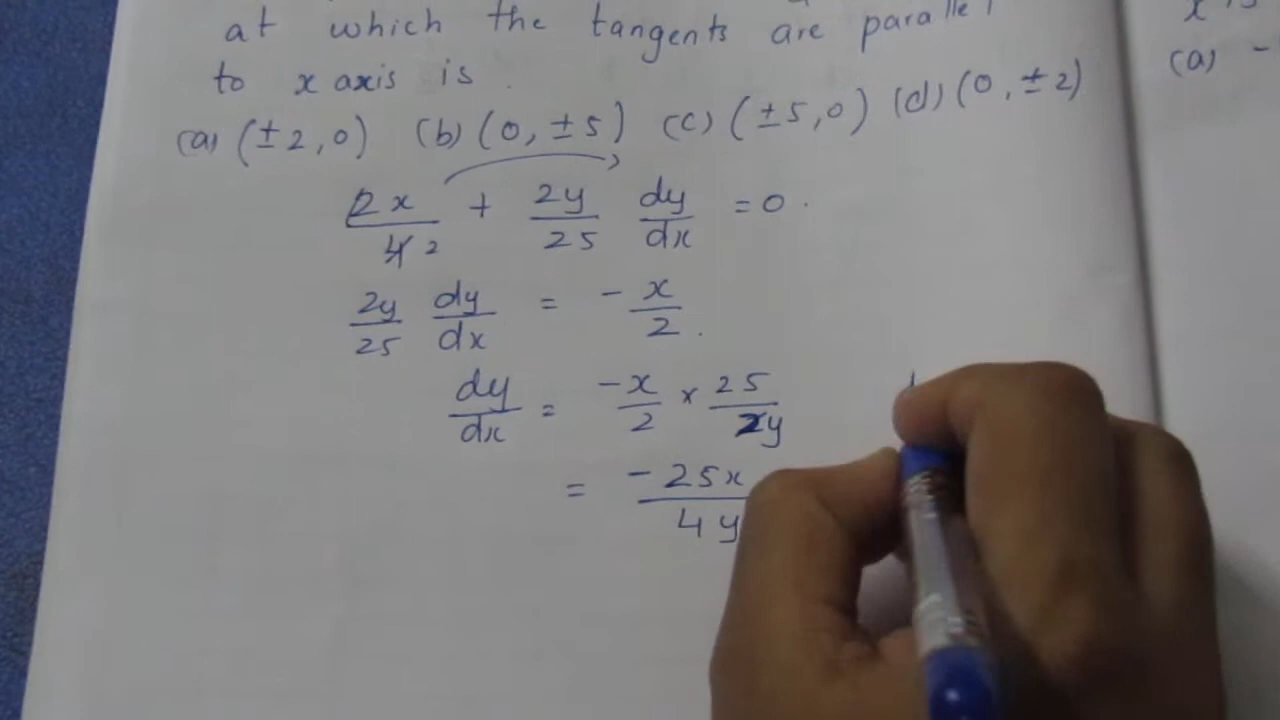 at which the tangents are parallel
to x axis is.
(a) (±2,0) (b) (0,±5) (c) (±5,0) (d) (0,±2)
2x/42 + 2y/25 dy/dx = 0.
2y/25 dy/dx = -x/2.
dy/dx = -x/2 × 25/2y
= -25x/4y
(a) -